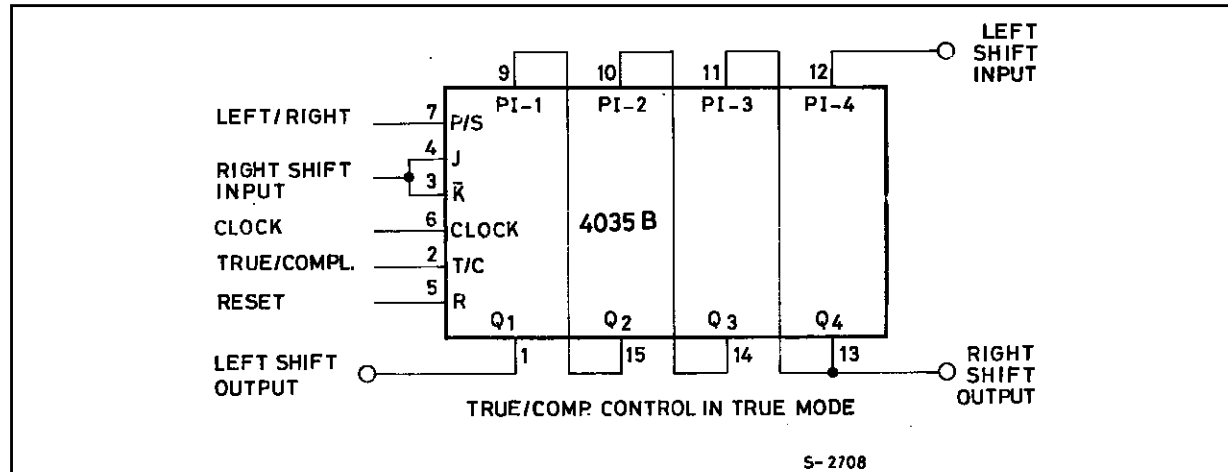 LEFT
SHIFT
INPUT
9 10 11 12
PI-1 PI-2 PI-3 PI-4
LEFT/RIGHT 7 P/S
4 J
RIGHT SHIFT
INPUT
3 K̅
CLOCK 6 CLOCK
4035B
TRUE/COMPL. 2 T/C
RESET 5 R
Q1 Q2 Q3 Q4
1 15 14 13
LEFT SHIFT
OUTPUT
RIGHT
SHIFT
OUTPUT
TRUE/COMP. CONTROL IN TRUE MODE
S-2708